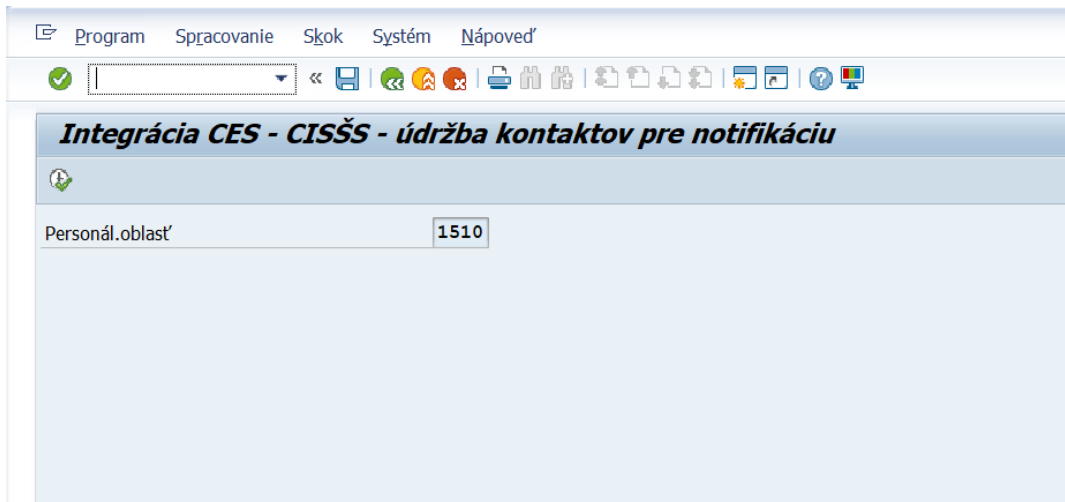 Program Spracovanie Skok Systém Nápoveď
Integrácia CES - CISŠS - údržba kontaktov pre notifikáciu
Personál.oblasť 1510